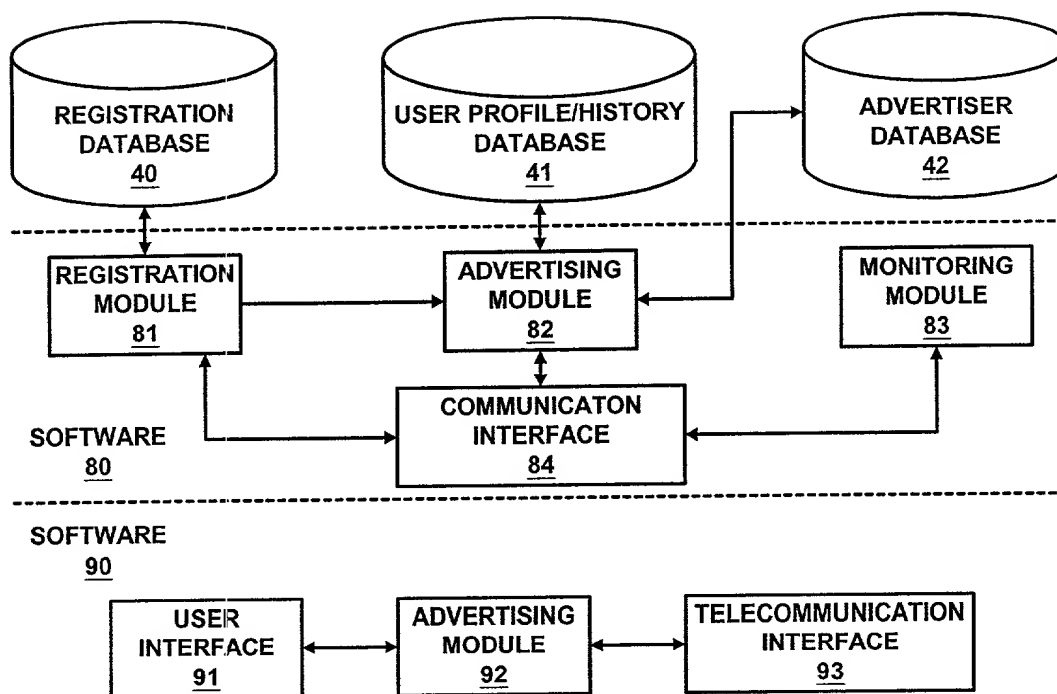 REGISTRATION
DATABASE
40
USER PROFILE/HISTORY
DATABASE
41
ADVERTISER
DATABASE
42
REGISTRATION
MODULE
81
ADVERTISING
MODULE
82
MONITORING
MODULE
83
COMMUNICATON
INTERFACE
84
SOFTWARE
80
SOFTWARE
90
USER
INTERFACE
91
ADVERTISING
MODULE
92
TELECOMMUNICATION
INTERFACE
93